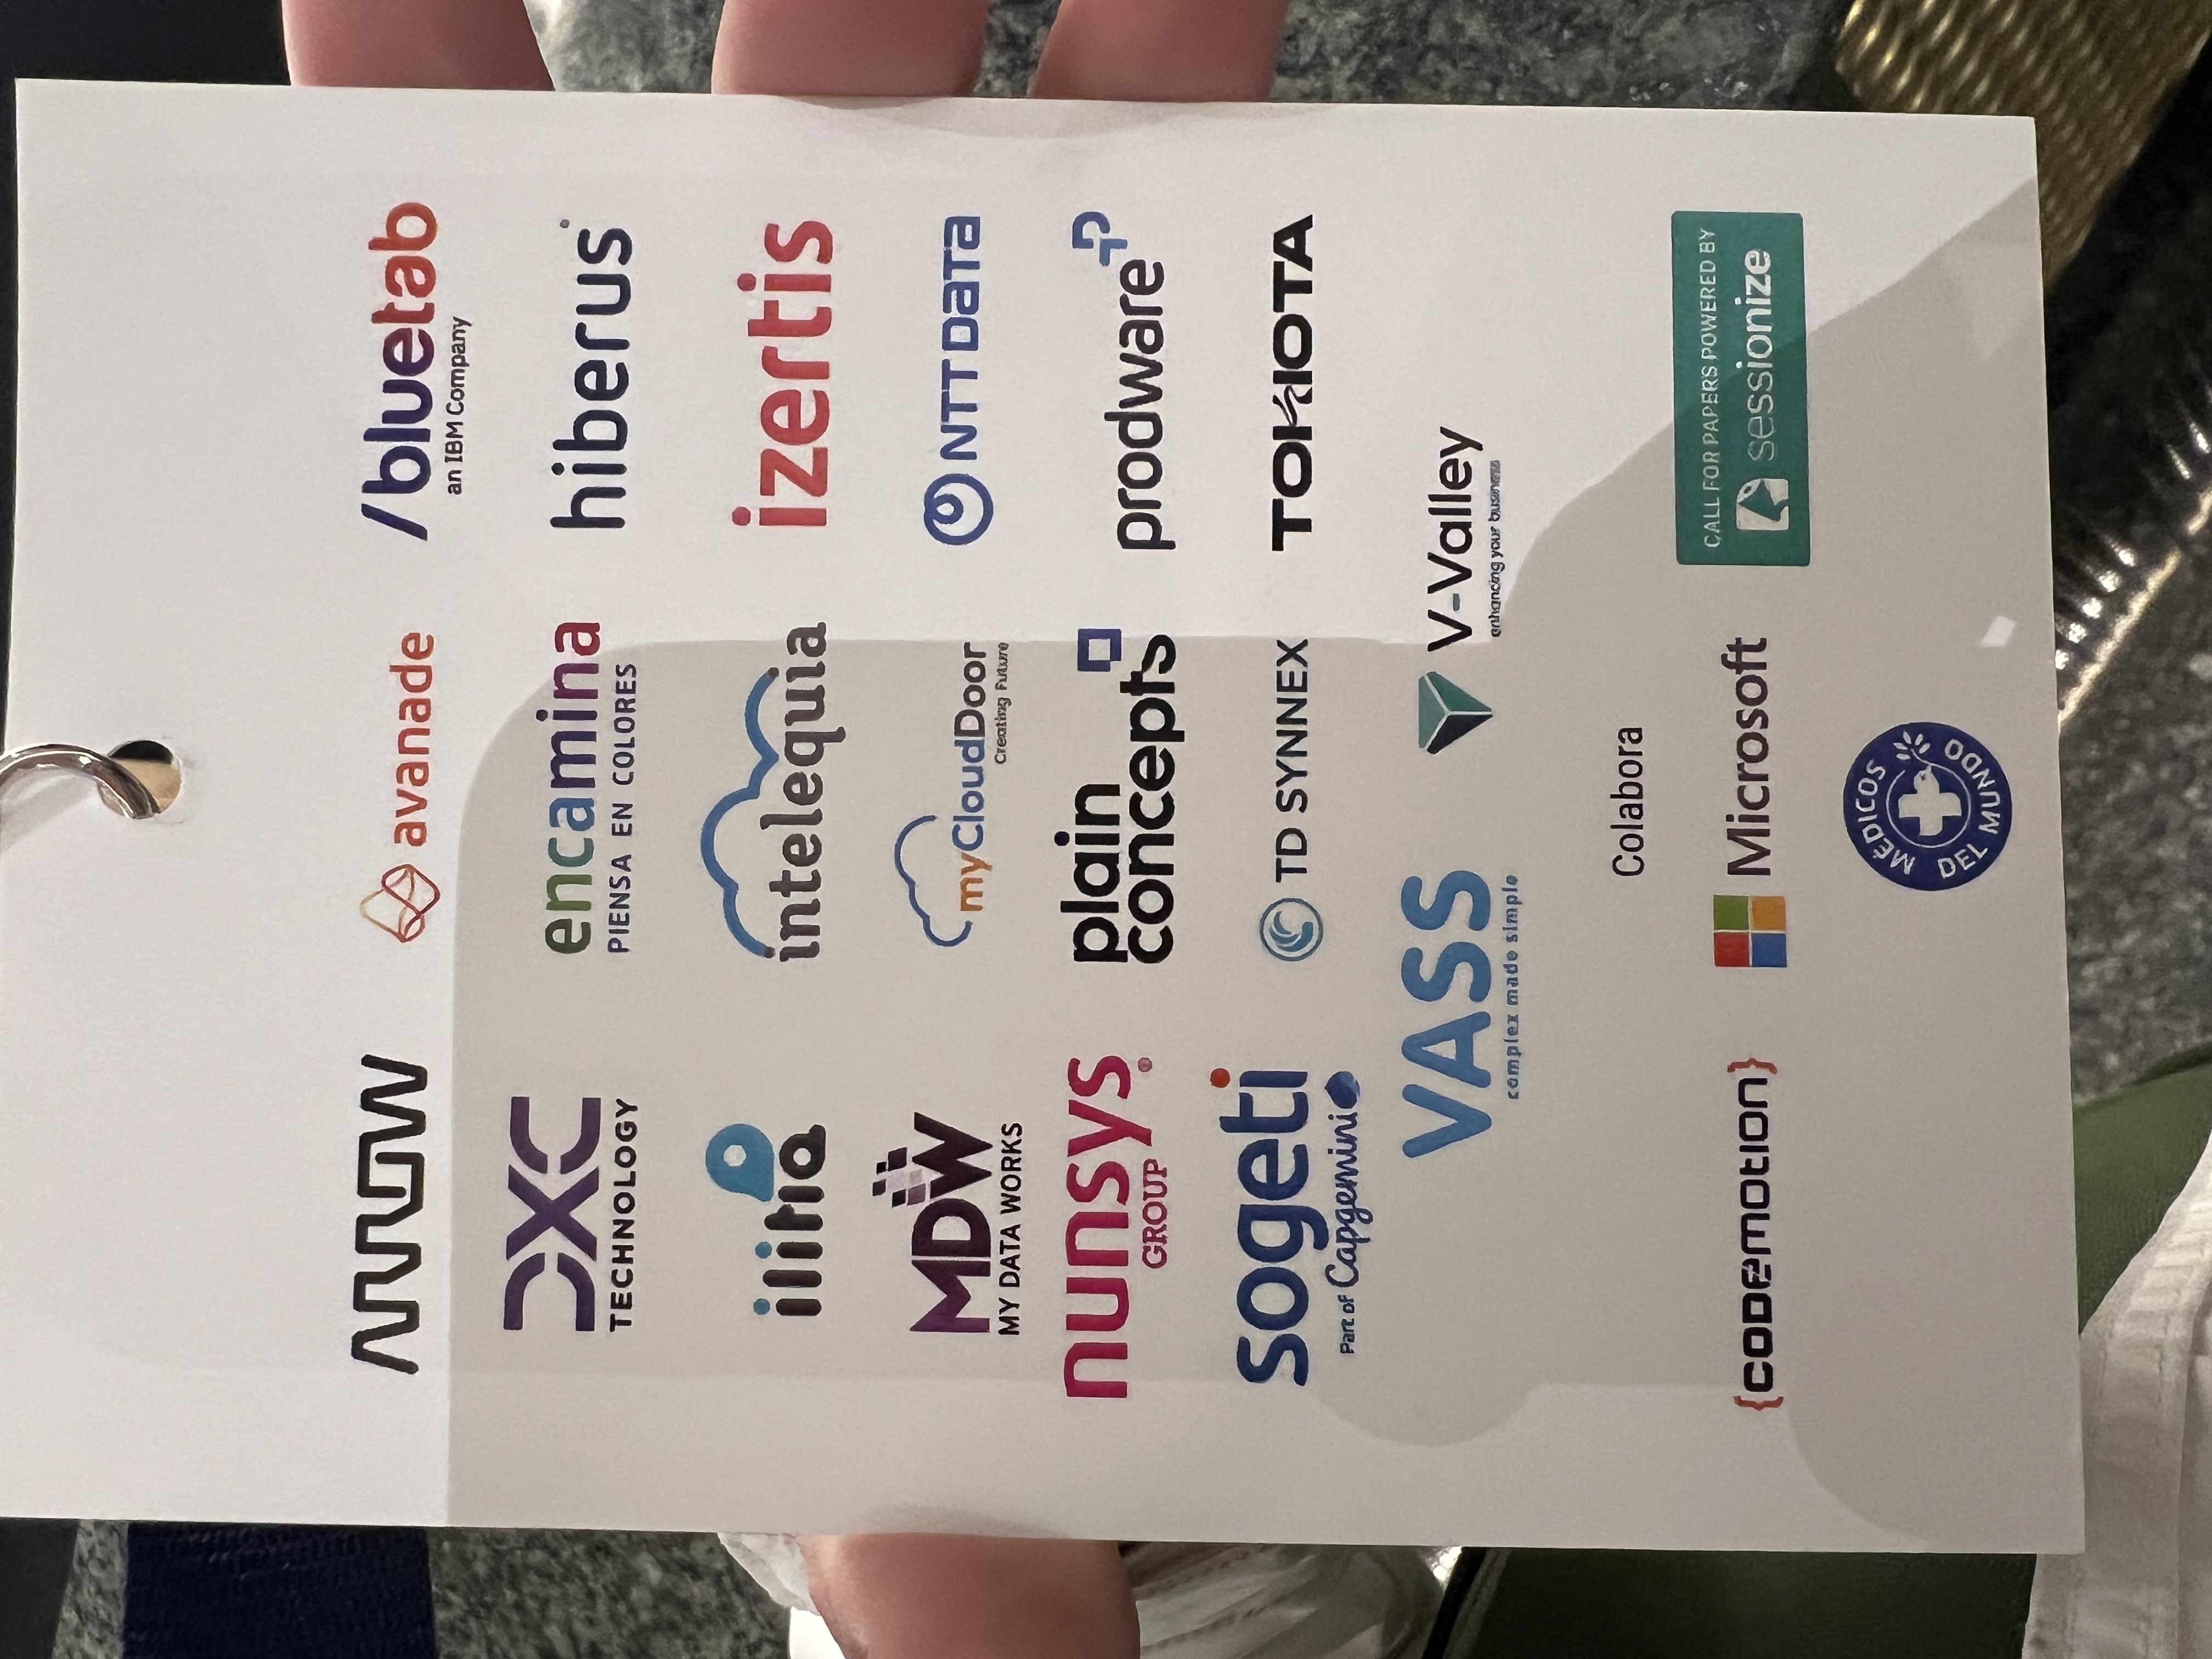 ARROW
avanade
/bluetab
an IBM Company
DXC
TECHNOLOGY
encamina
PIENSA EN COLORES
hiberus
ilitia
intelequia
izertis
MDW
MY DATA WORKS
myCloudDoor
Creating Future
NTT DATA
nunsys
GROUP
plain
concepts
prodware
sogeti
Part of Capgemini
TD SYNNEX
TOKIOTA
VASS
complex made simple
V-Valley
enhancing your business
Colabora
{codemotion}
Microsoft
CALL FOR PAPERS POWERED BY
sessionize
MÉDICOS
DEL MUNDO